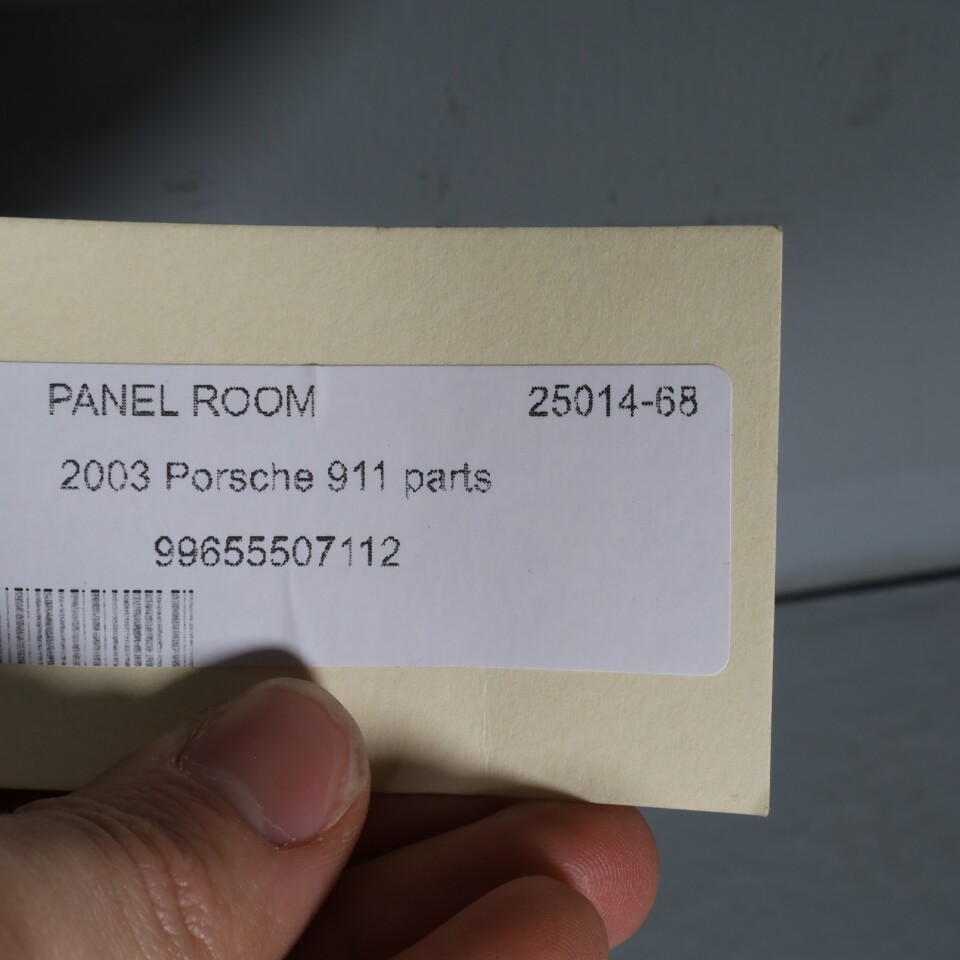 PANEL ROOM 25014-68
2003 Porsche 911 parts
99655507112